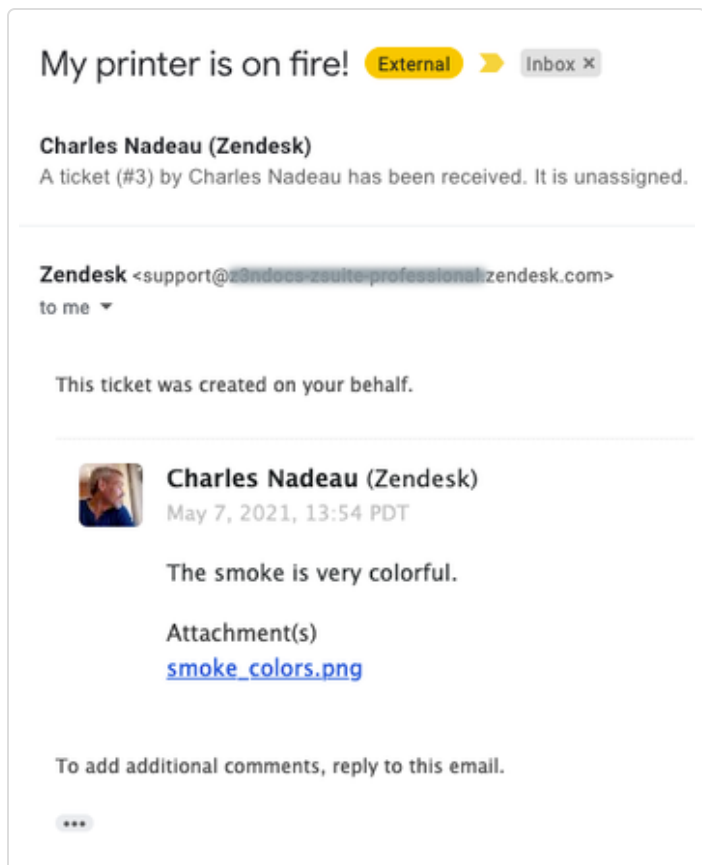 My printer is on fire! External Inbox ×
Charles Nadeau (Zendesk)
A ticket (#3) by Charles Nadeau has been received. It is unassigned.
Zendesk <support@z3ndocs-zsuite-professional.zendesk.com>
to me
This ticket was created on your behalf.
Charles Nadeau (Zendesk)
May 7, 2021, 13:54 PDT
The smoke is very colorful.
Attachment(s)
smoke_colors.png
To add additional comments, reply to this email.